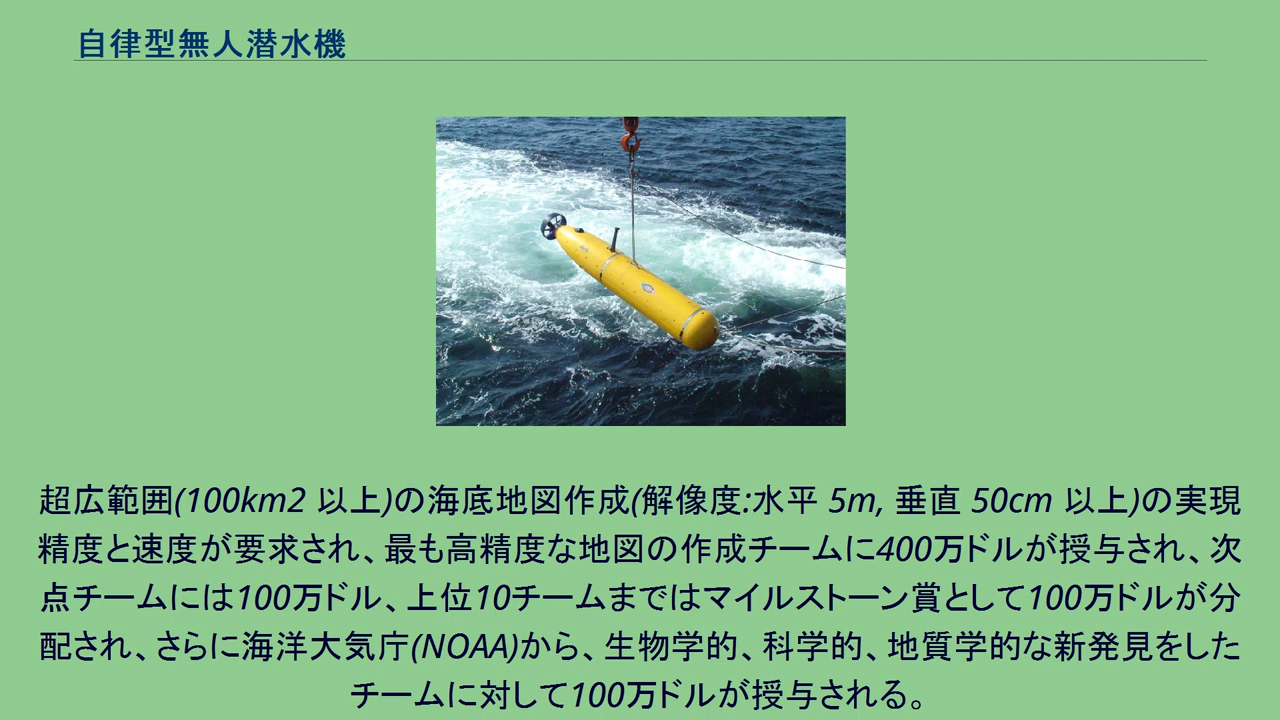 自律型無人潜水機
超広範囲(100km2 以上)の海底地図作成(解像度:水平 5m, 垂直 50cm 以上)の実現
精度と速度が要求され、最も高精度な地図の作成チームに400万ドルが授与され、次
点チームには100万ドル、上位10チームまではマイルストーン賞として100万ドルが分
配され、さらに海洋大気庁(NOAA)から、生物学的、科学的、地質学的な新発見をした
チームに対して100万ドルが授与される。